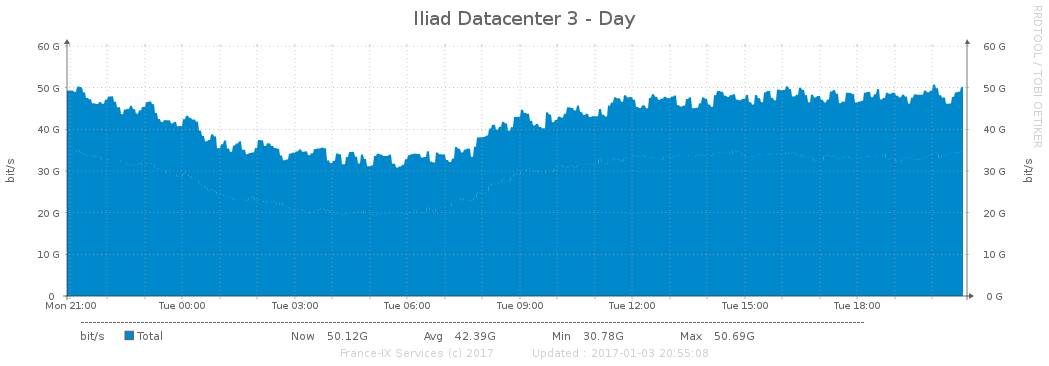 Iliad Datacenter 3 - Day
RRDTOOL / TOBI OETIKER
60 G 60 G
50 G 50 G
40 G 40 G
30 G 30 G
20 G 20 G
10 G 10 G
0 0 G
bit/s bit/s
Mon 21:00 Tue 00:00 Tue 03:00 Tue 06:00 Tue 09:00 Tue 12:00 Tue 15:00 Tue 18:00
bit/s Total Now 50.12G Avg 42.39G Min 30.78G Max 50.69G
France-IX Services (c) 2017 Updated : 2017-01-03 20:55:08